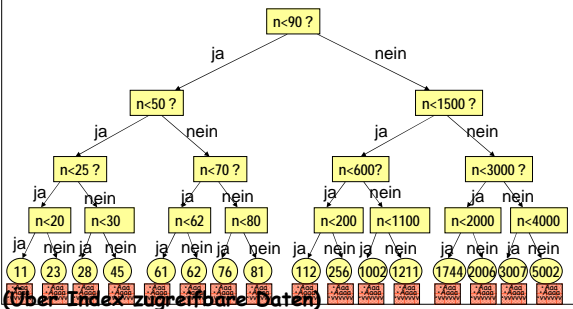 n<90 ?
ja nein
n<50 ? n<1500 ?
ja nein ja nein
n<25 ? n<70 ? n<600? n<3000 ?
ja nein ja nein ja nein ja nein
n<20 n<30 n<62 n<80 n<200 n<1100 n<2000 n<4000
ja nein ja nein ja nein ja nein ja nein ja nein ja nein ja nein
11 23 28 45 61 62 76 81 112 256 1002 1211 1744 2006 3007 5002
(Über Index zugreifbare Daten)